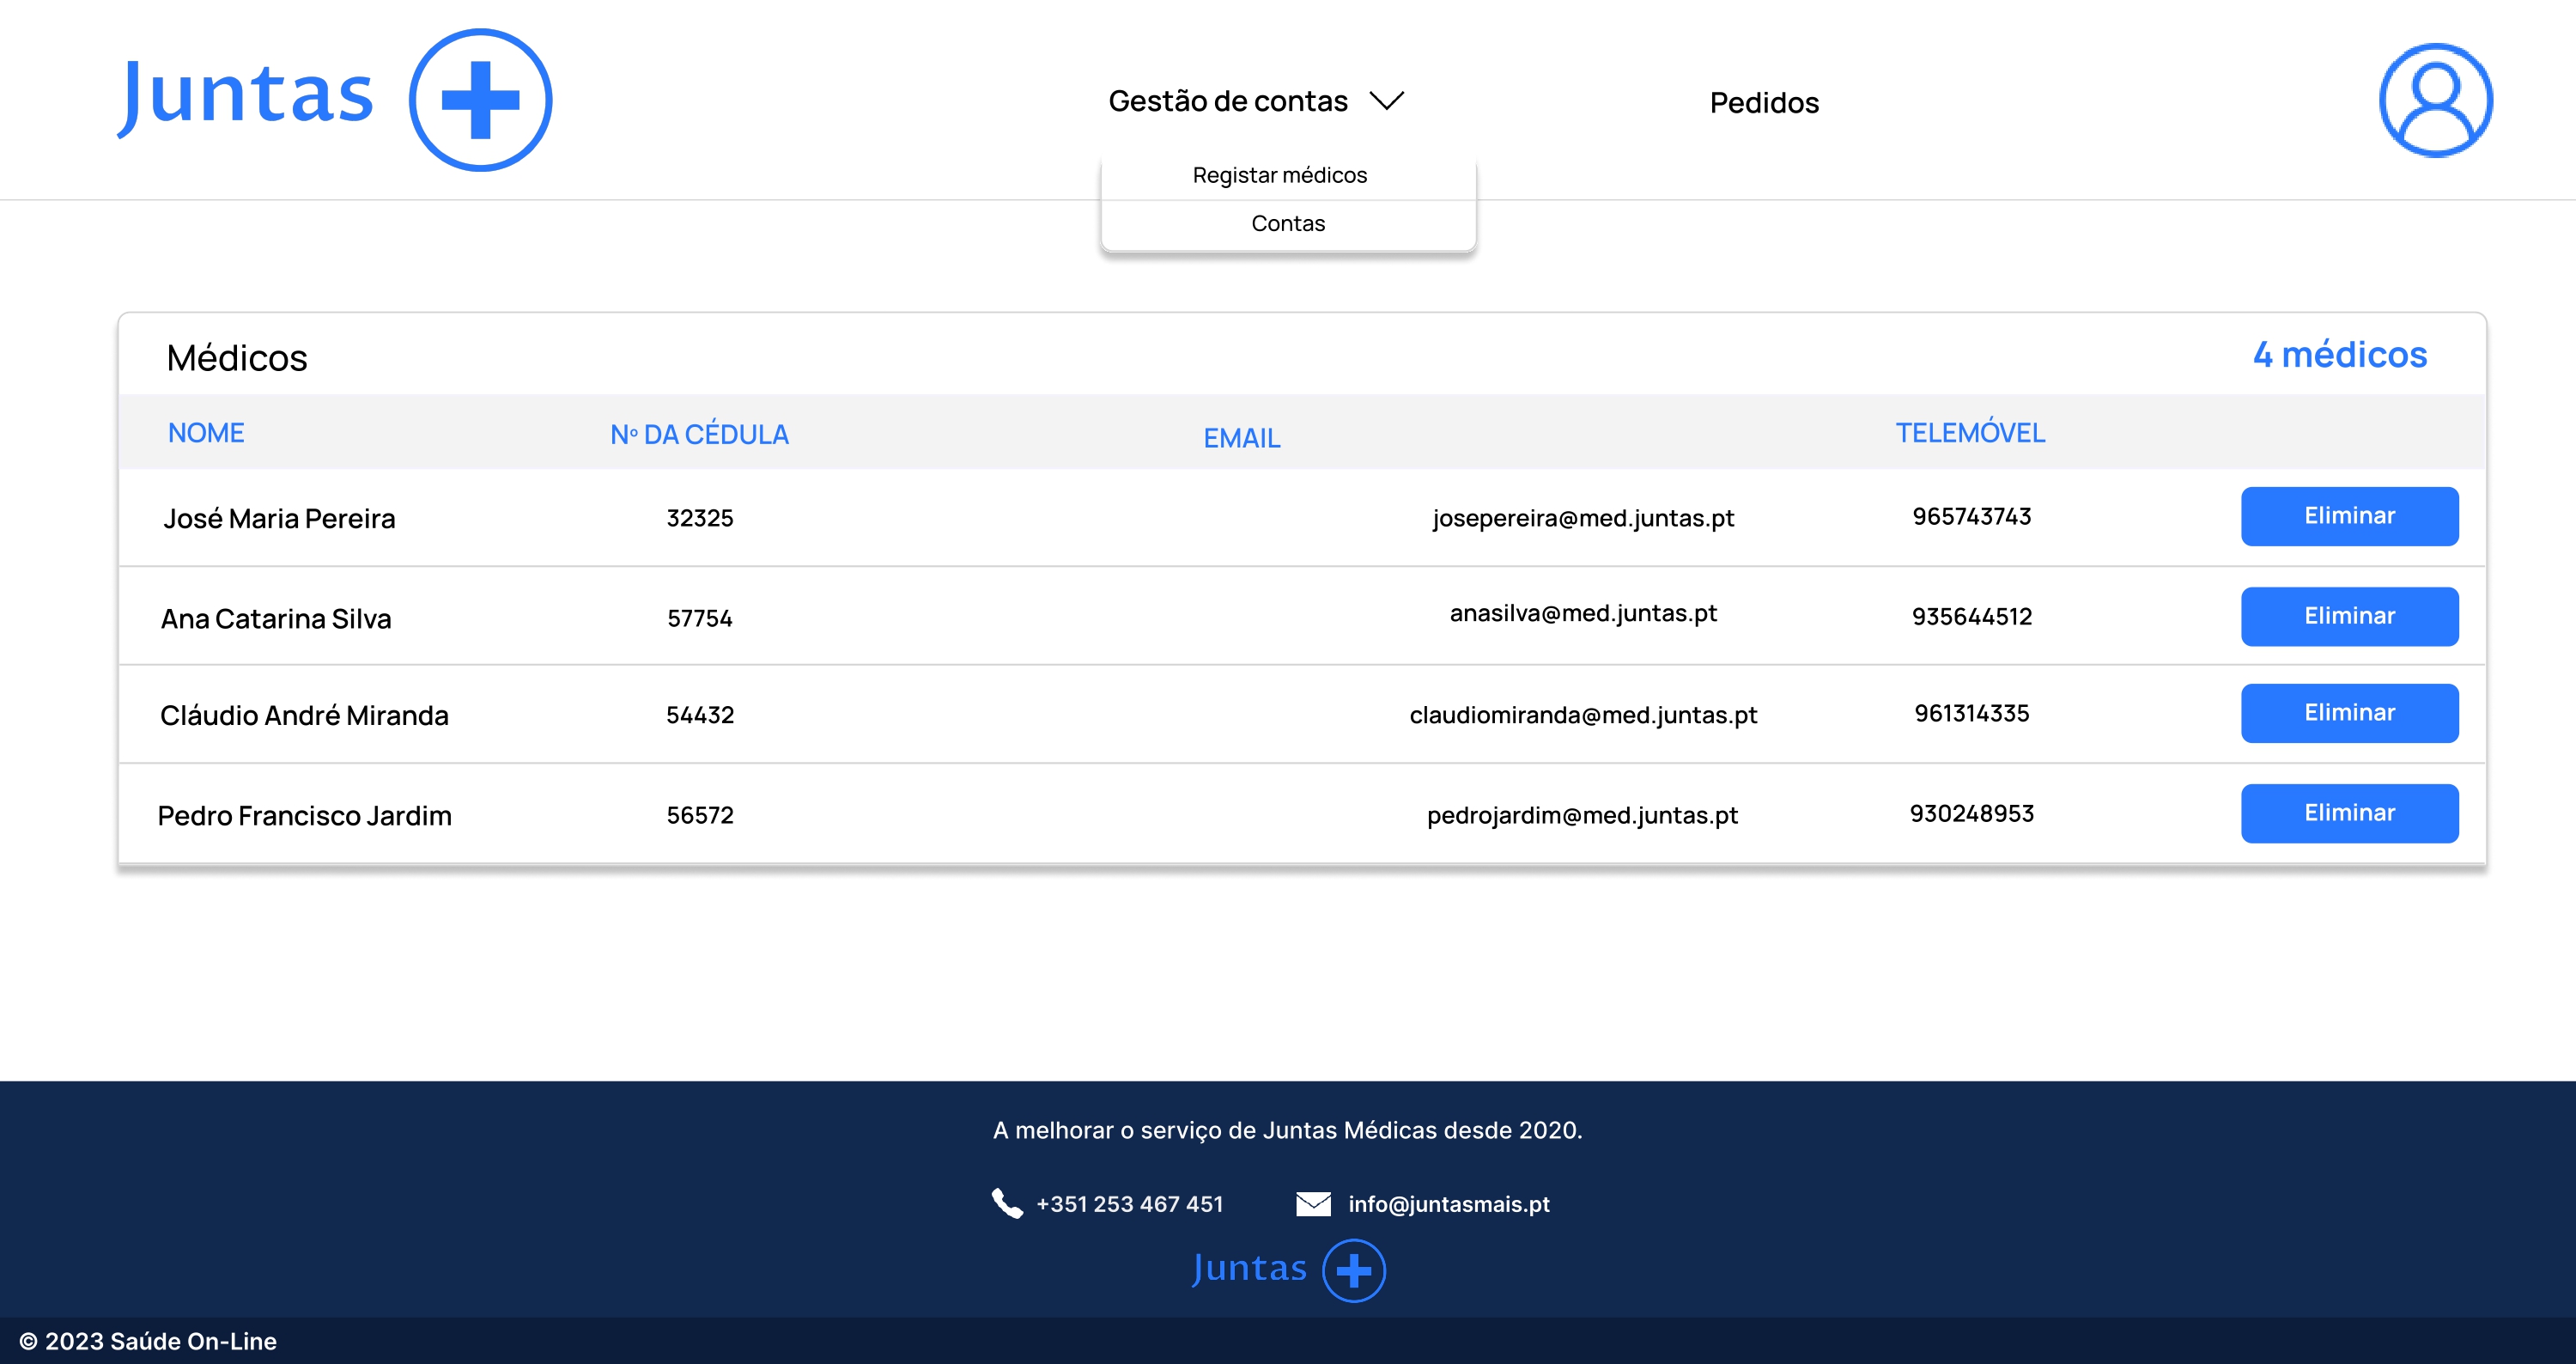 Juntas
Gestão de contas
Pedidos
Registar médicos
Contas
Médicos
4 médicos
NOME Nº DA CÉDULA EMAIL TELEMÓVEL
José Maria Pereira 32325 josepereira@med.juntas.pt 965743743 Eliminar
Ana Catarina Silva 57754 anasilva@med.juntas.pt 935644512 Eliminar
Cláudio André Miranda 54432 claudiomiranda@med.juntas.pt 961314335 Eliminar
Pedro Francisco Jardim 56572 pedrojardim@med.juntas.pt 930248953 Eliminar
A melhorar o serviço de Juntas Médicas desde 2020.
+351 253 467 451 info@juntasmais.pt
Juntas
© 2023 Saúde On-Line